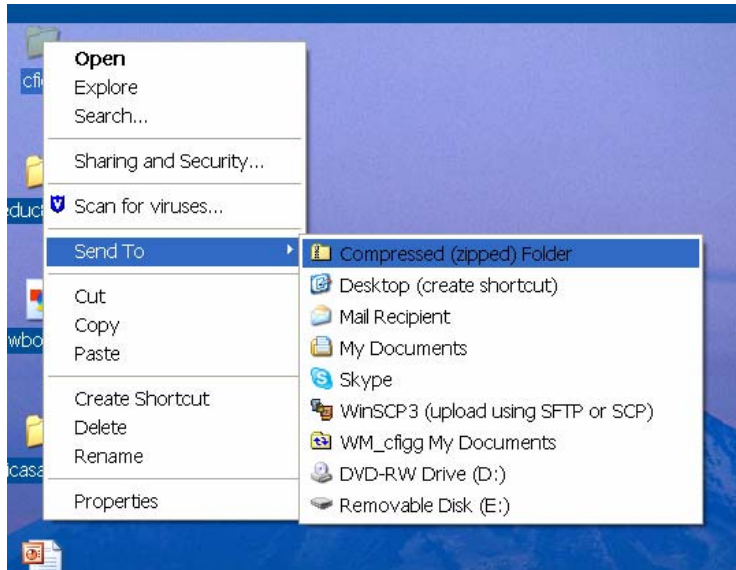 Open
Explore
Search...
Sharing and Security...
Scan for viruses...
Send To
Cut
Copy
Paste
Create Shortcut
Delete
Rename
Properties
Compressed (zipped) Folder
Desktop (create shortcut)
Mail Recipient
My Documents
Skype
WinSCP3 (upload using SFTP or SCP)
WM_cfigg My Documents
DVD-RW Drive (D:)
Removable Disk (E:)